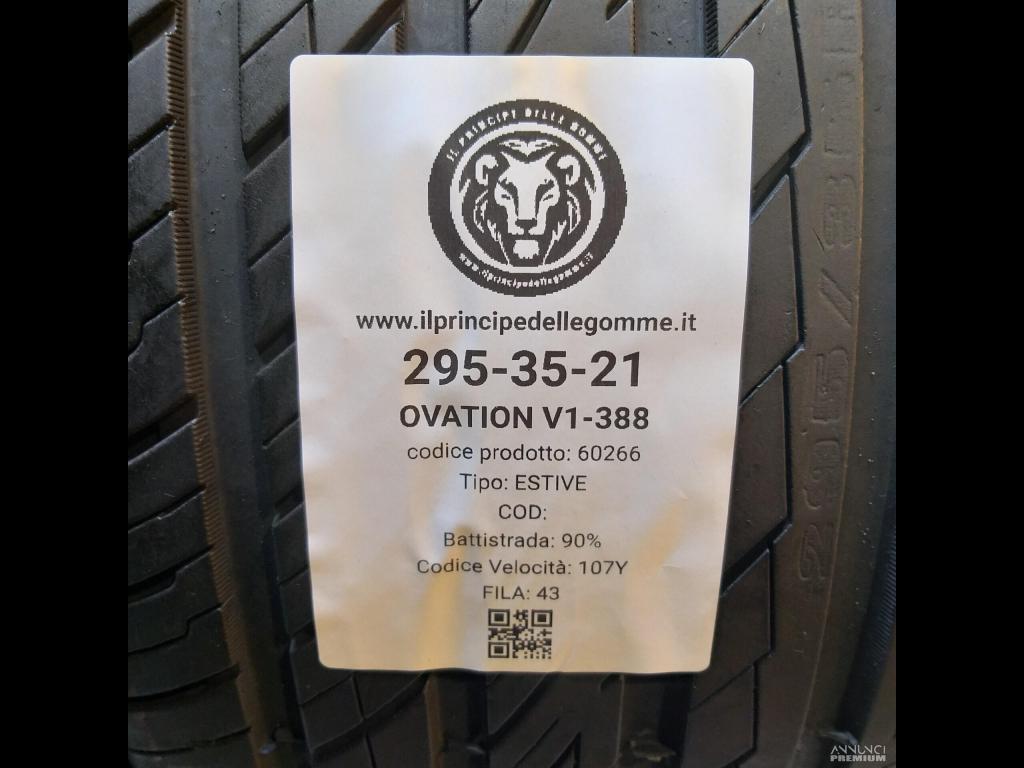 IL PRINCIPE DELLE GOMME
www.ilprincipedellegomme.it
www.ilprincipedellegomme.it
295-35-21
OVATION V1-388
codice prodotto: 60266
Tipo: ESTIVE
COD:
Battistrada: 90%
Codice Velocità: 107Y
FILA: 43
ANNUNCI
PREMIUM